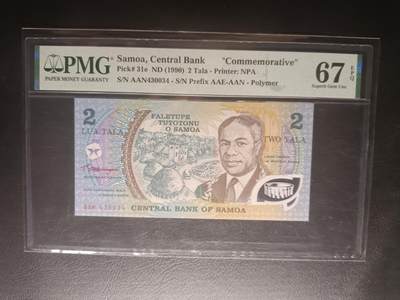 PMG
PAPER MONEY GUARANTY
Samoa, Central Bank "Commemorative"
Pick# 31e ND (1990) 2 Tala - Printer: NPA
S/N AAN430034 - S/N Prefix AAE-AAN - Polymer
67 EPQ
Superb Gem Unc
2
LUA TALA
FALETUPE
TUTOTONU
O SAMOA
2
TWO TALA
CENTRAL BANK OF SAMOA